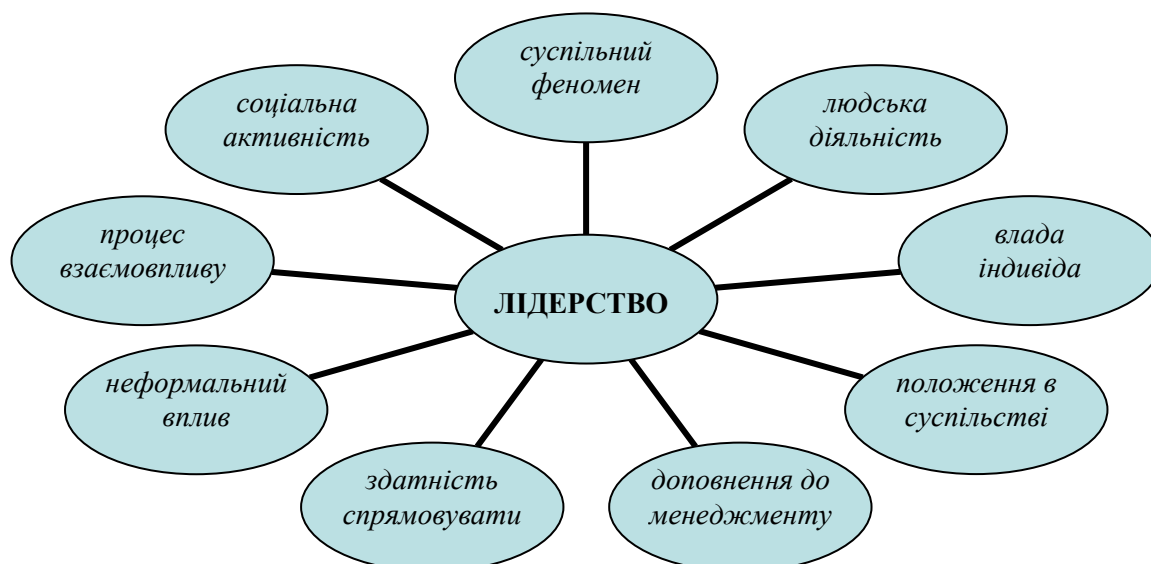 суспільний
феномен
соціальна
активність
людська
діяльність
процес
взаємовпливу
влада
індивіда
ЛІДЕРСТВО
неформальний
вплив
положення в
суспільстві
здатність
спрямовувати
доповнення до
менеджменту